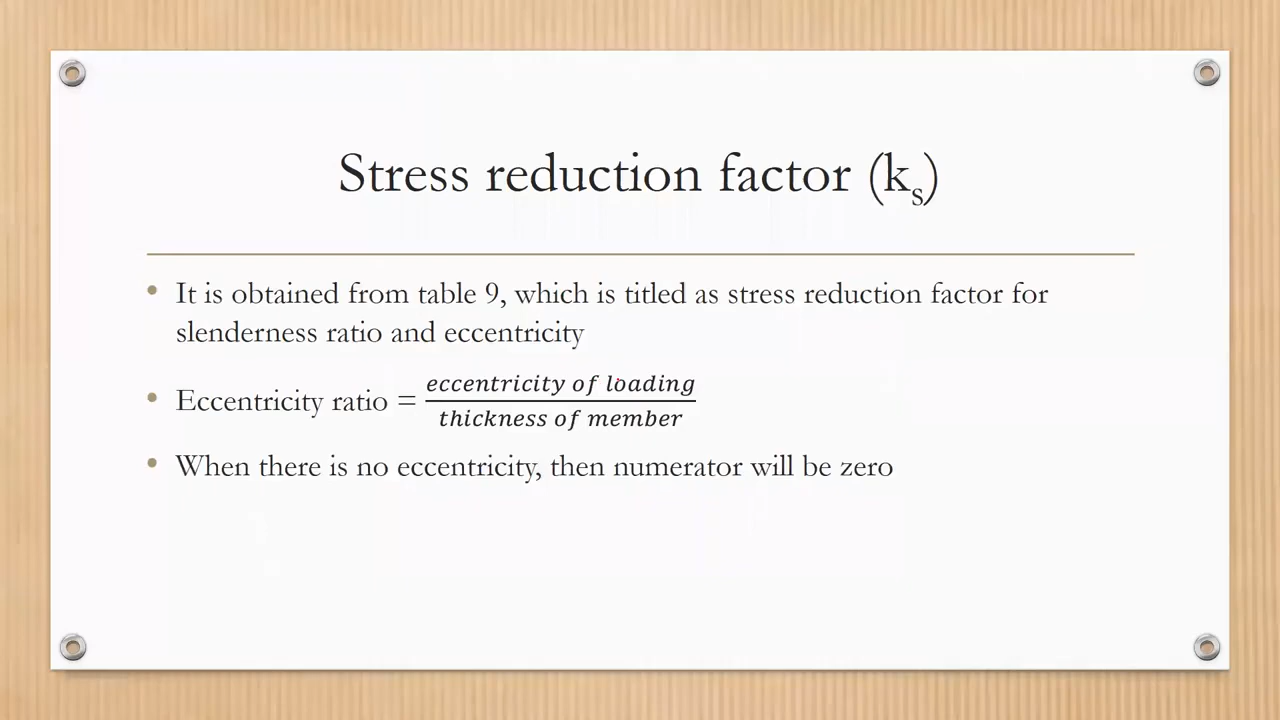 Stress reduction factor (kₛ)
• It is obtained from table 9, which is titled as stress reduction factor for
slenderness ratio and eccentricity
• Eccentricity ratio = 𝑒𝑐𝑐𝑒𝑛𝑡𝑟𝑖𝑐𝑖𝑡𝑦 𝑜𝑓 𝑙𝑜𝑎𝑑𝑖𝑛𝑔 / 𝑡ℎ𝑖𝑐𝑘𝑛𝑒𝑠𝑠 𝑜𝑓 𝑚𝑒𝑚𝑏𝑒𝑟
• When there is no eccentricity, then numerator will be zero